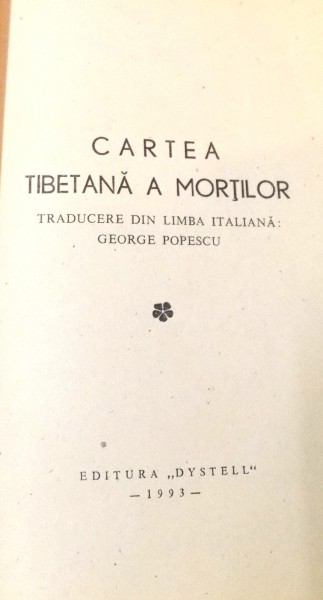 CARTEA
TIBETANĂ A MORŢILOR
TRADUCERE DIN LIMBA ITALIANĂ:
GEORGE POPESCU
EDITURA „DYSTELL"
— 1993 —